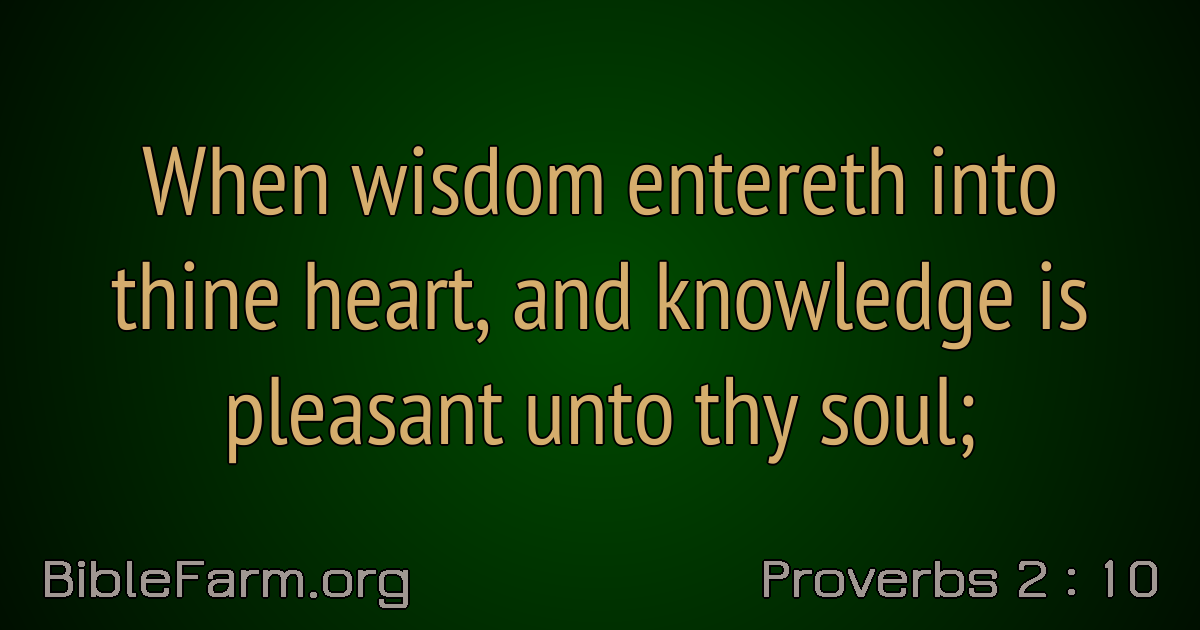 When wisdom entereth into
thine heart, and knowledge is
pleasant unto thy soul;
BibleFarm.org
Proverbs 2 : 10